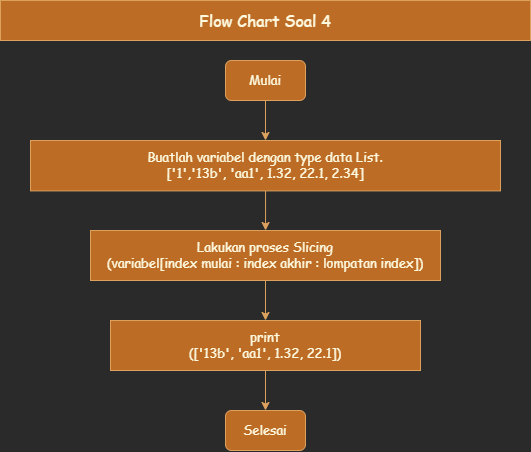 Flow Chart Soal 4
Mulai
Buatlah variabel dengan type data List.
['1','13b', 'aa1', 1.32, 22.1, 2.34]
Lakukan proses Slicing
(variabel[index mulai : index akhir : lompatan index])
print
(['13b', 'aa1', 1.32, 22.1])
Selesai